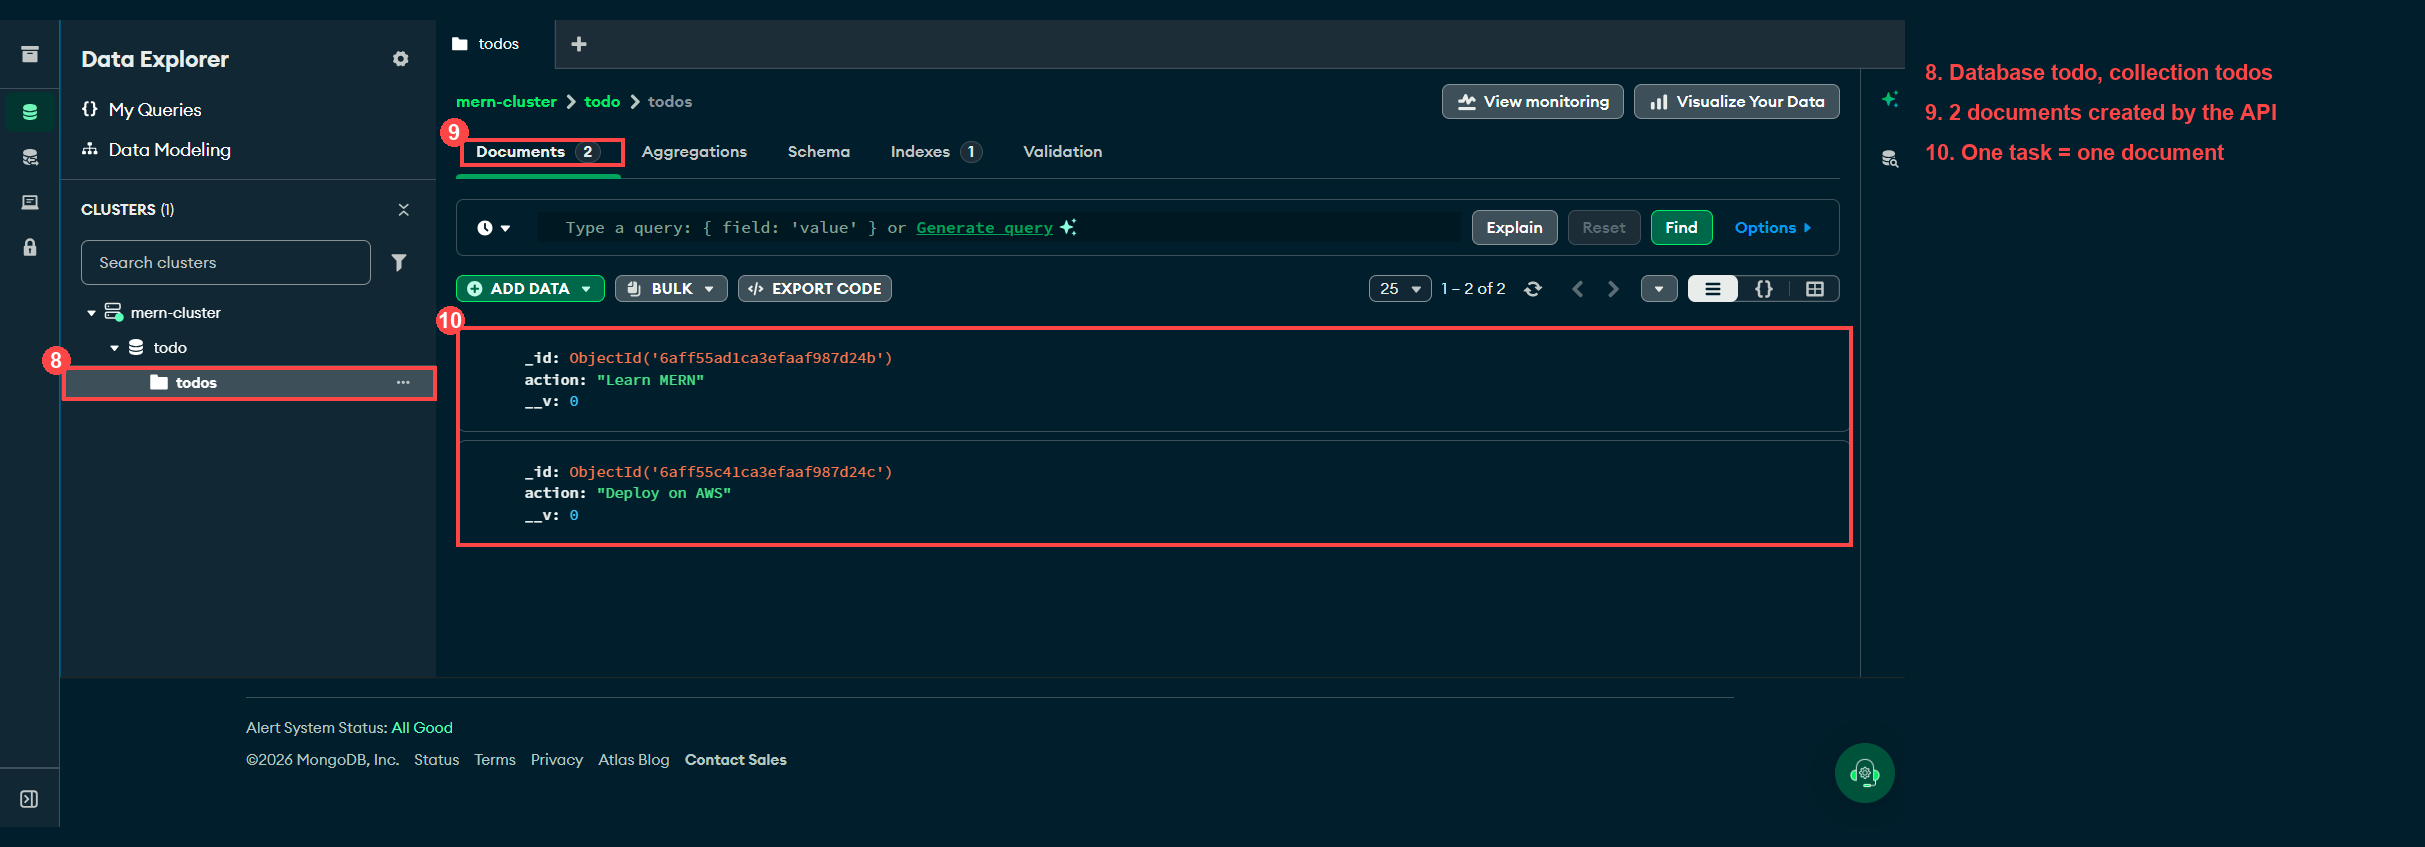 Data Explorer
My Queries
Data Modeling
CLUSTERS (1)
Search clusters
mern-cluster
todo
8
todos
todos
mern-cluster > todo > todos
View monitoring
Visualize Your Data
9
Documents 2
Aggregations
Schema
Indexes 1
Validation
Type a query: { field: 'value' } or Generate query
Explain
Reset
Find
Options
ADD DATA
BULK
EXPORT CODE
25
1 – 2 of 2
10
_id: ObjectId('6aff55ad1ca3efaaf987d24b')
action: "Learn MERN"
__v: 0
_id: ObjectId('6aff55c41ca3efaaf987d24c')
action: "Deploy on AWS"
__v: 0
8. Database todo, collection todos
9. 2 documents created by the API
10. One task = one document
Alert System Status: All Good
©2026 MongoDB, Inc. Status Terms Privacy Atlas Blog Contact Sales